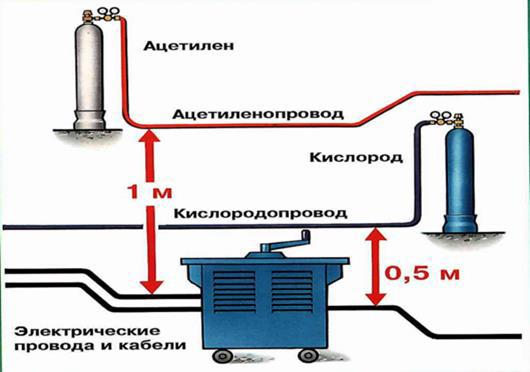 Ацетилен
Ацетиленопровод
Кислород
1 м
Кислородопровод
0,5 м
Электрические
провода и кабели